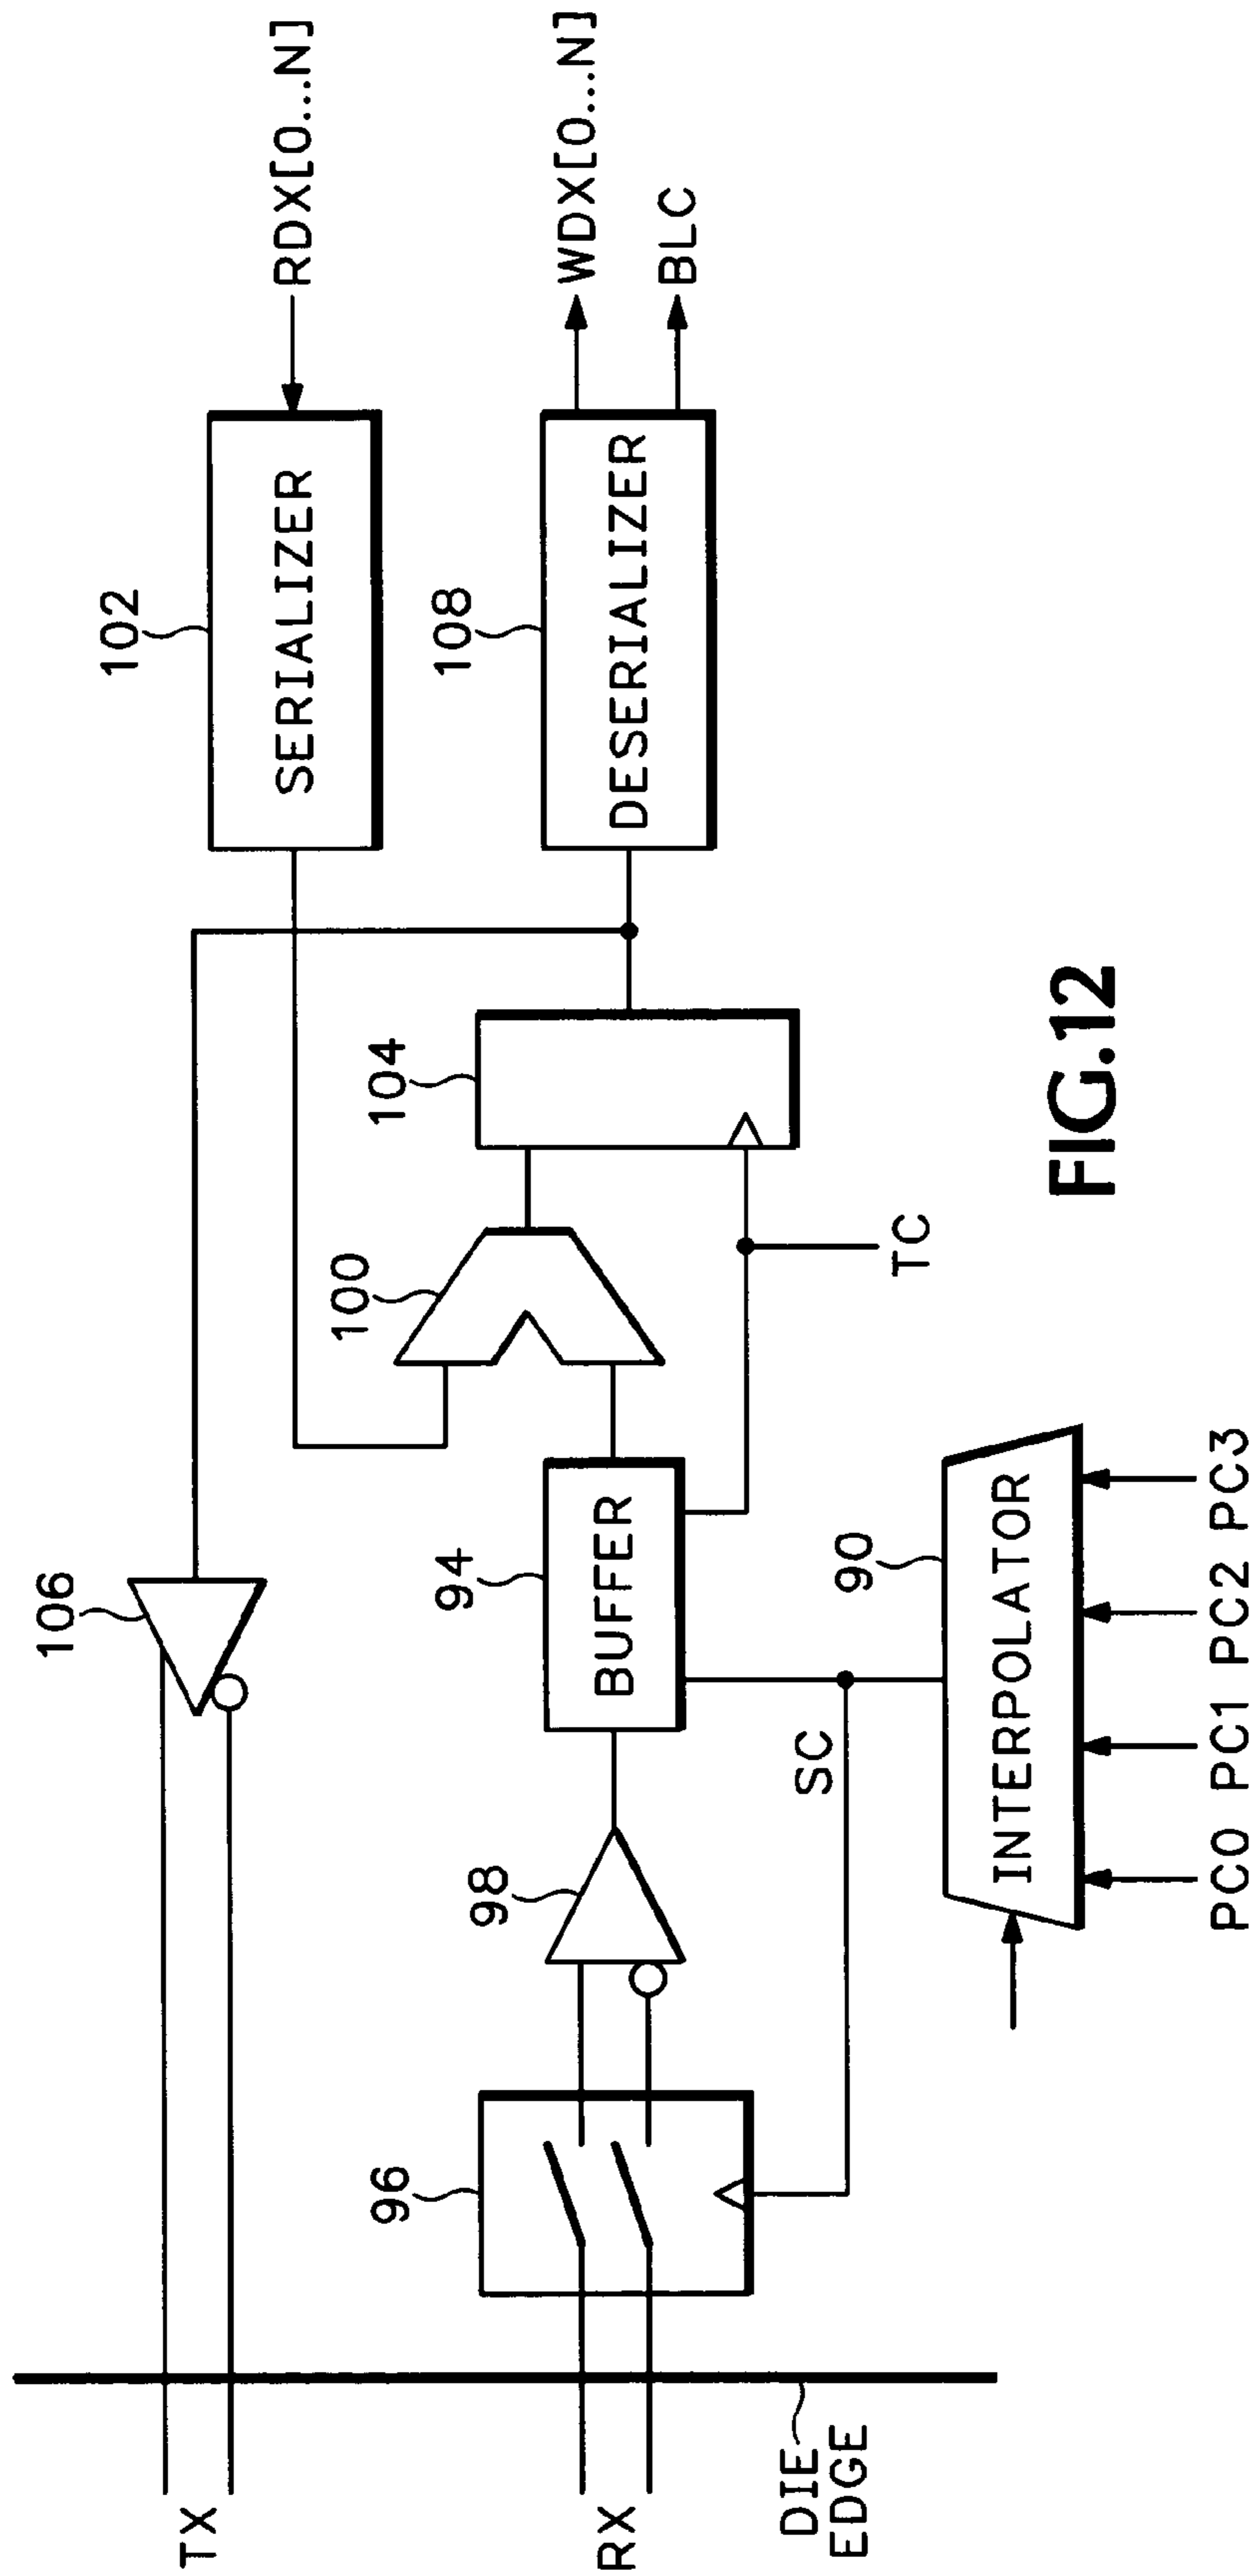 TX
106
102
SERIALIZER
RDX[0...N]
RX
96
98
94
BUFFER
100
104
108
DESERIALIZER
WDX[0...N]
BLC
DIE
EDGE
SC
TC
90
INTERPOLATOR
PC0 PC1 PC2 PC3
FIG.12